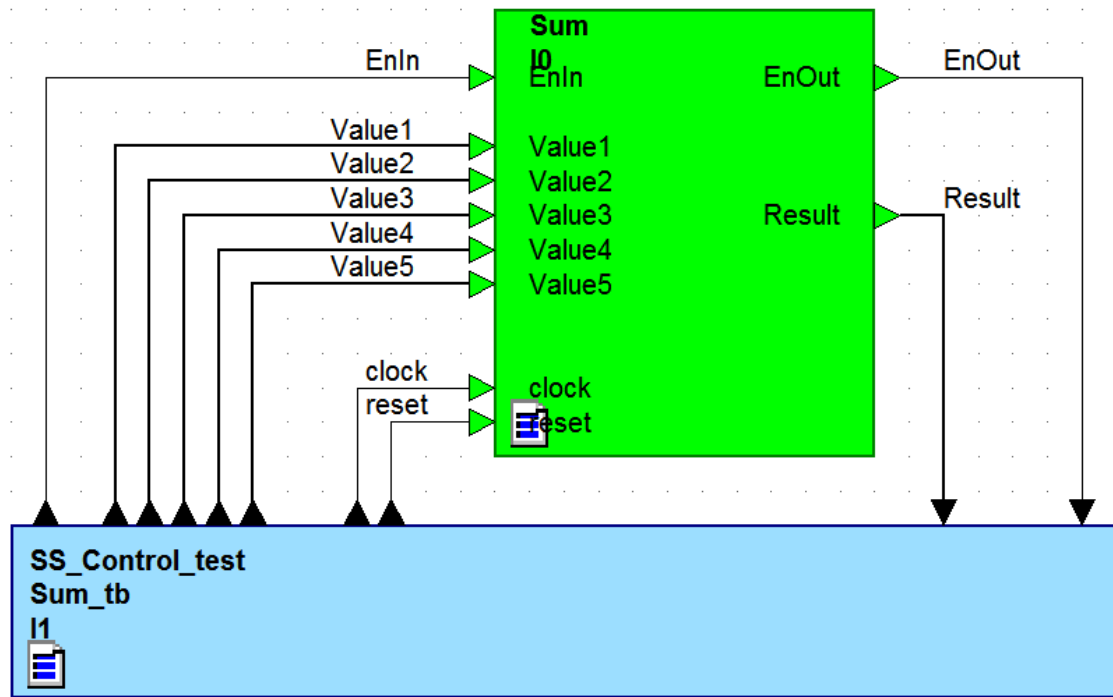 Sum
I0
EnIn
EnIn
EnOut
EnOut
Value1
Value1
Value2
Value2
Value3
Value3
Result
Result
Value4
Value4
Value5
Value5
clock
clock
reset
reset
SS_Control_test
Sum_tb
I1